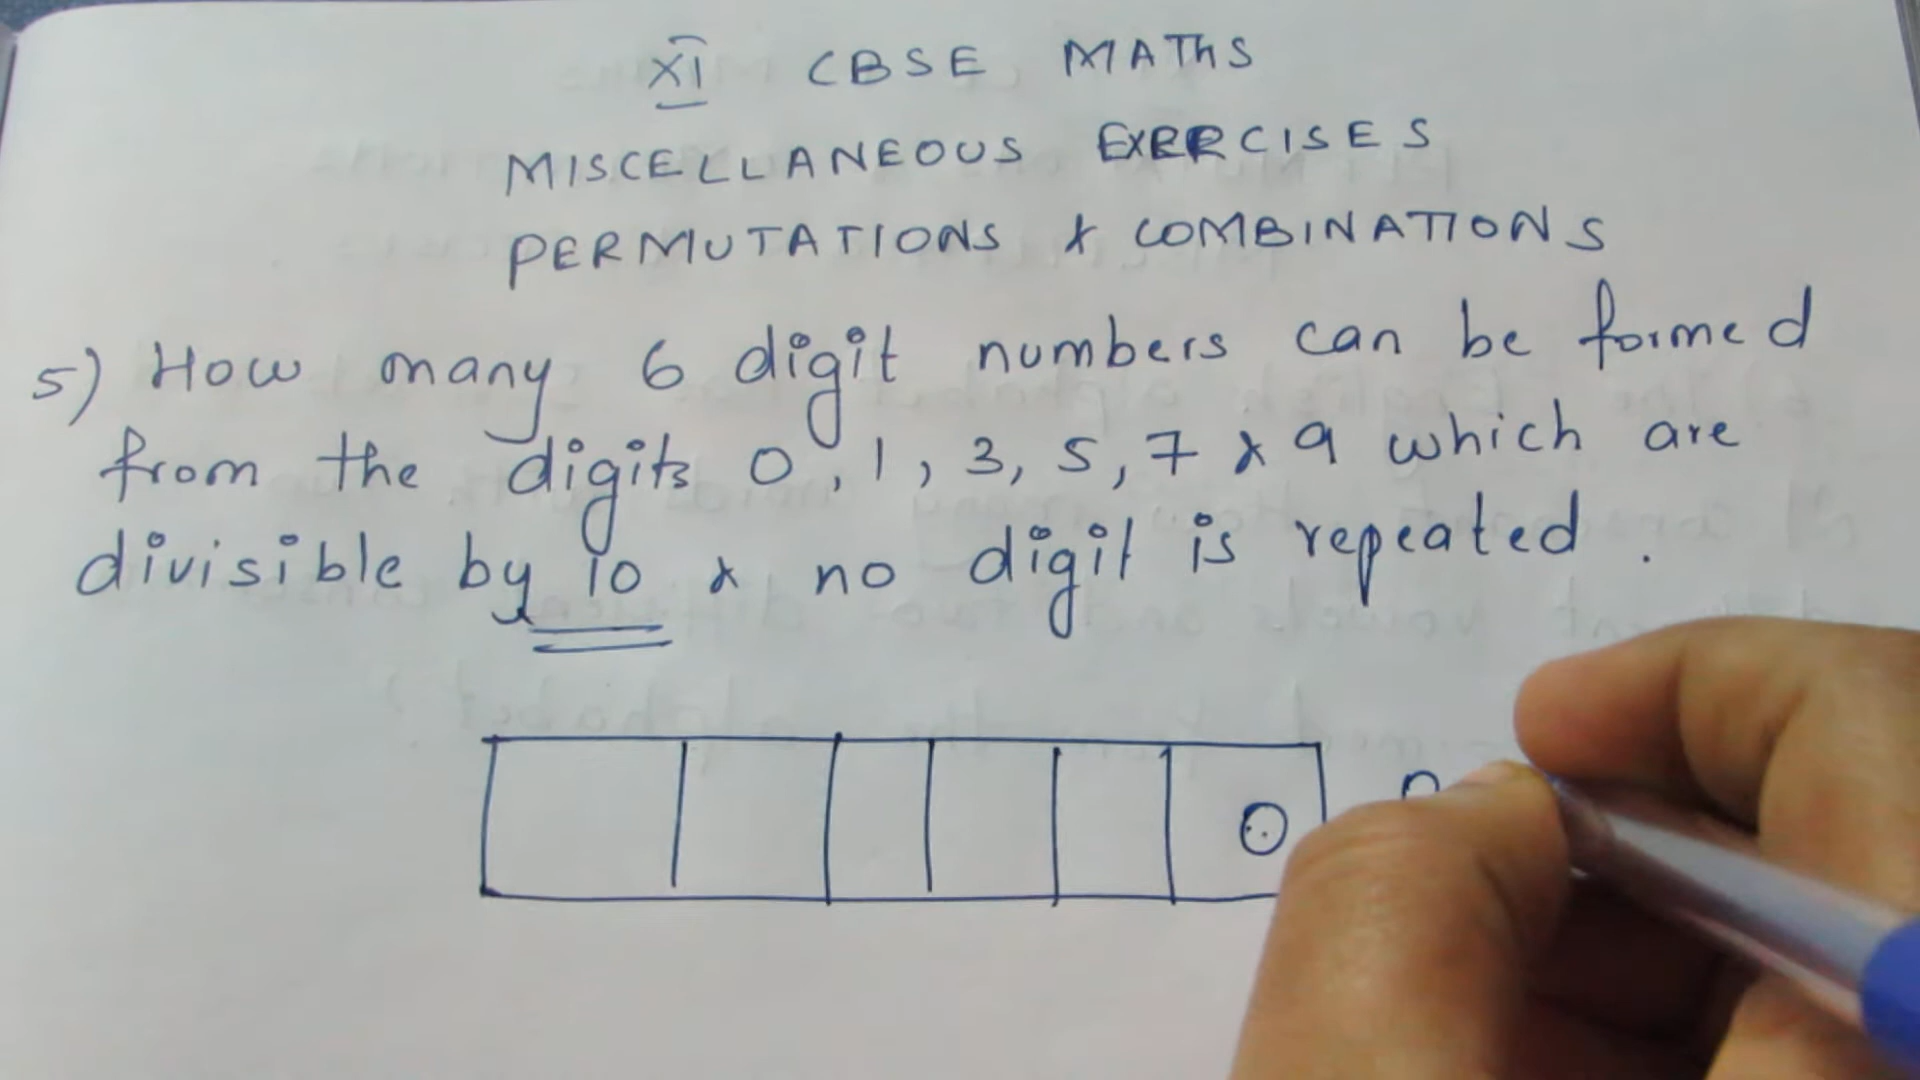 XI CBSE MATHS
MISCELLANEOUS EXERCISES
PERMUTATIONS & COMBINATIONS
5) How many 6 digit numbers can be formed
from the digits 0, 1, 3, 5, 7 & 9 which are
divisible by 10 & no digit is repeated.
0